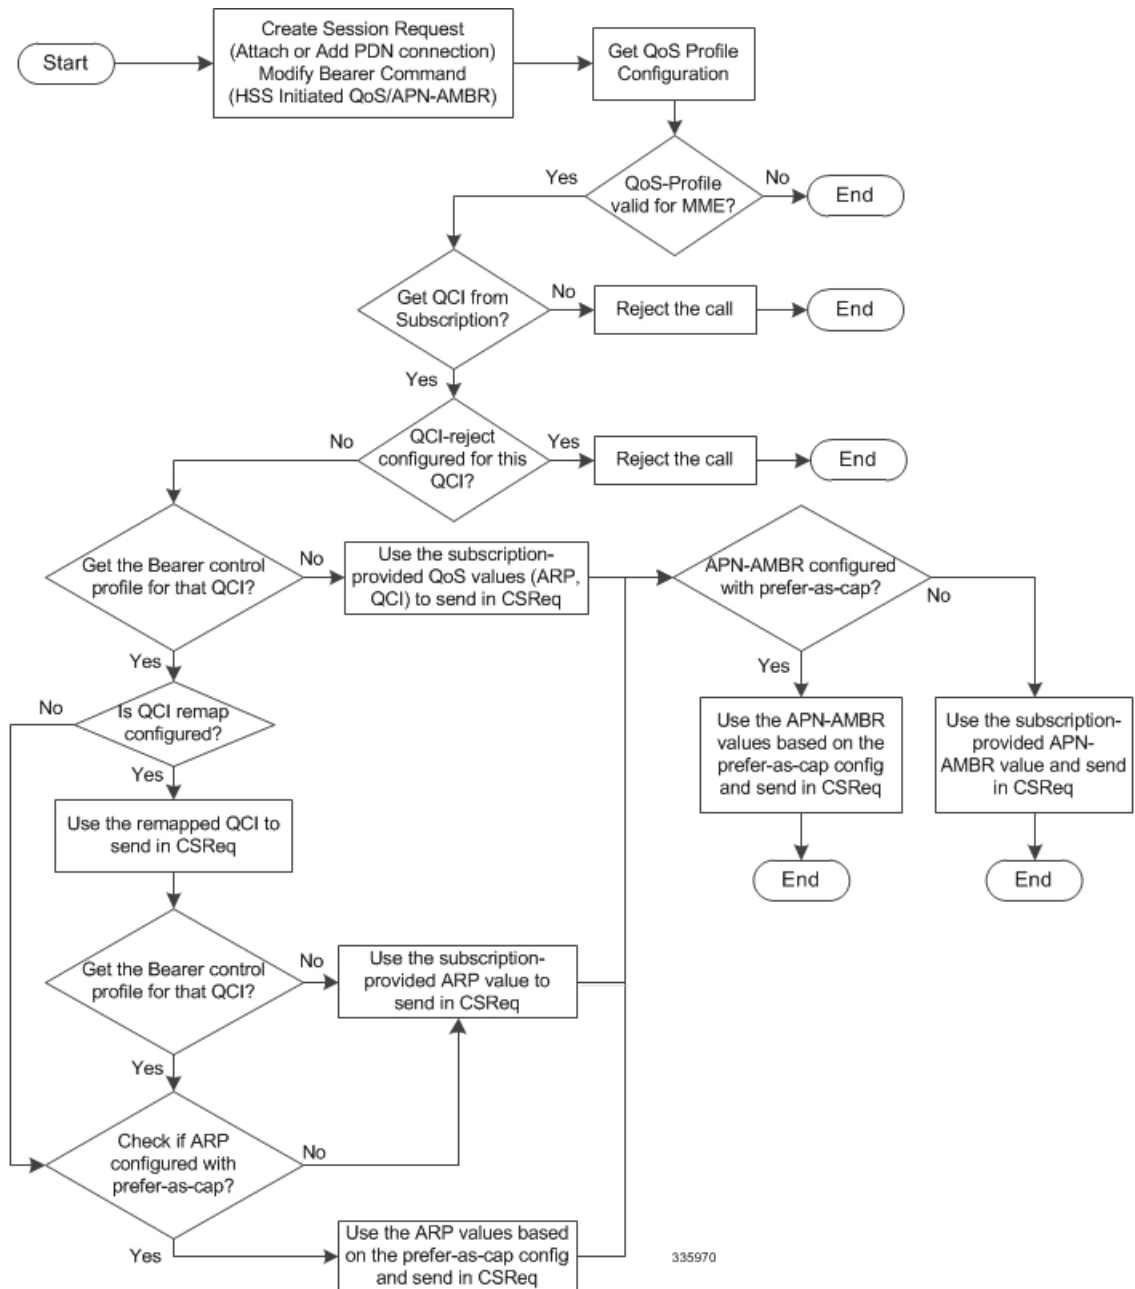 Start
Create Session Request
(Attach or Add PDN connection)
Modify Bearer Command
(HSS Initiated QoS/APN-AMBR)
Get QoS Profile
Configuration
Yes
QoS-Profile
valid for MME?
No
End
Get QCI from
Subscription?
No
Reject the call
End
Yes
No
QCI-reject
configured for this
QCI?
Yes
Reject the call
End
Get the Bearer control
profile for that QCI?
No
Use the subscription-
provided QoS values (ARP,
QCI) to send in CSReq
APN-AMBR configured
with prefer-as-cap?
No
Yes
Yes
No
Is QCI remap
configured?
Use the APN-AMBR
values based on the
prefer-as-cap config
and send in CSReq
Use the subscription-
provided APN-
AMBR value and send
in CSReq
Yes
Use the remapped QCI to
send in CSReq
End
End
Get the Bearer control
profile for that QCI?
No
Use the subscription-
provided ARP value to
send in CSReq
Yes
Check if ARP
configured with
prefer-as-cap?
No
Yes
Use the ARP values based
on the prefer-as-cap config
and send in CSReq
335970